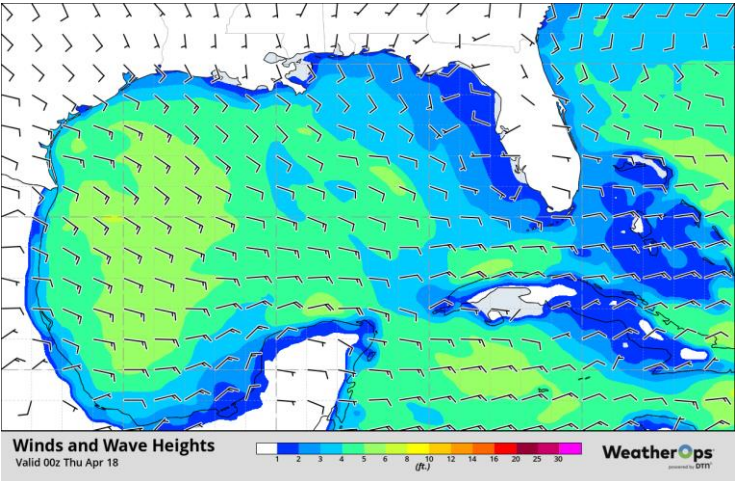 Winds and Wave Heights
Valid 00z Thu Apr 18
1 2 3 4 5 6 8 10 12 14 16 20 25 30
(ft.)
WeatherOps
powered by DTN